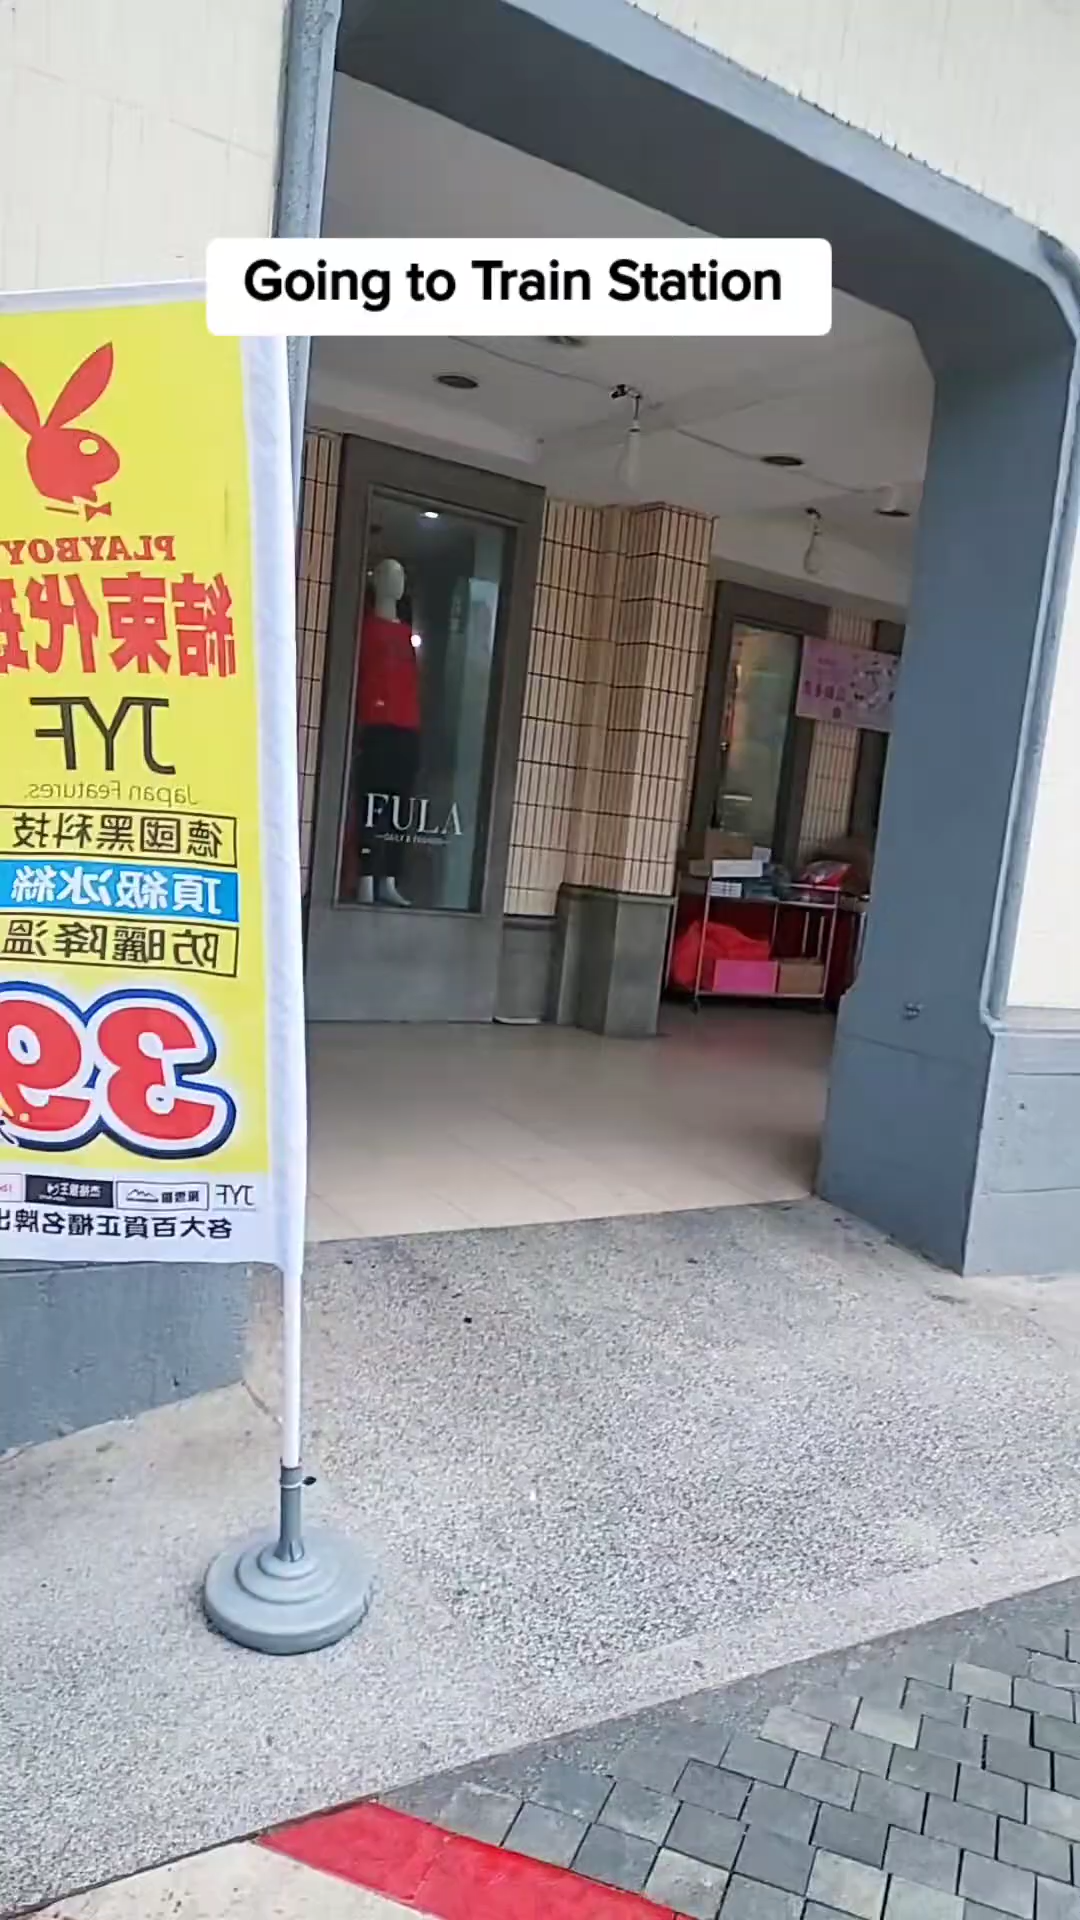 Going to Train Station
PLAYBOY
結束代理
JYF
Japan Features.
德國黑科技
頂級冰絲
防曬降溫
39
JYF
各大百貨正櫃名牌出
FULA